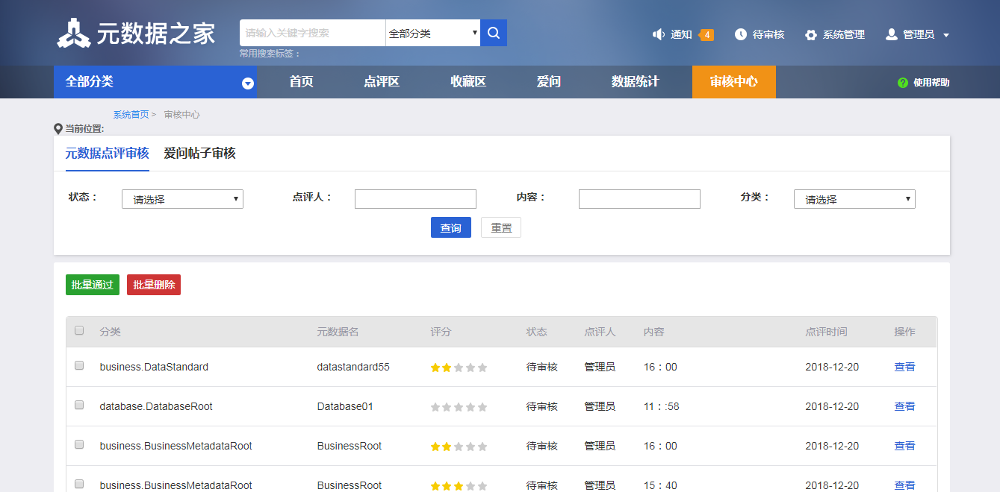 元数据之家
请输入关键字搜索 全部分类
通知 4 待审核 系统管理 管理员
常用搜索标签：
全部分类 首页 点评区 收藏区 爱问 数据统计 审核中心 ? 使用帮助
系统首页 > 审核中心
当前位置:
元数据点评审核 爱问帖子审核
状态： 请选择 点评人： 内容： 分类： 请选择
查询 重置
批量通过 批量删除
分类 元数据名 评分 状态 点评人 内容 点评时间 操作
business.DataStandard datastandard55 待审核 管理员 16：00 2018-12-20 查看
database.DatabaseRoot Database01 待审核 管理员 11：:58 2018-12-20 查看
business.BusinessMetadataRoot BusinessRoot 待审核 管理员 16：00 2018-12-20 查看
business.BusinessMetadataRoot BusinessRoot 待审核 管理员 15：40 2018-12-20 查看